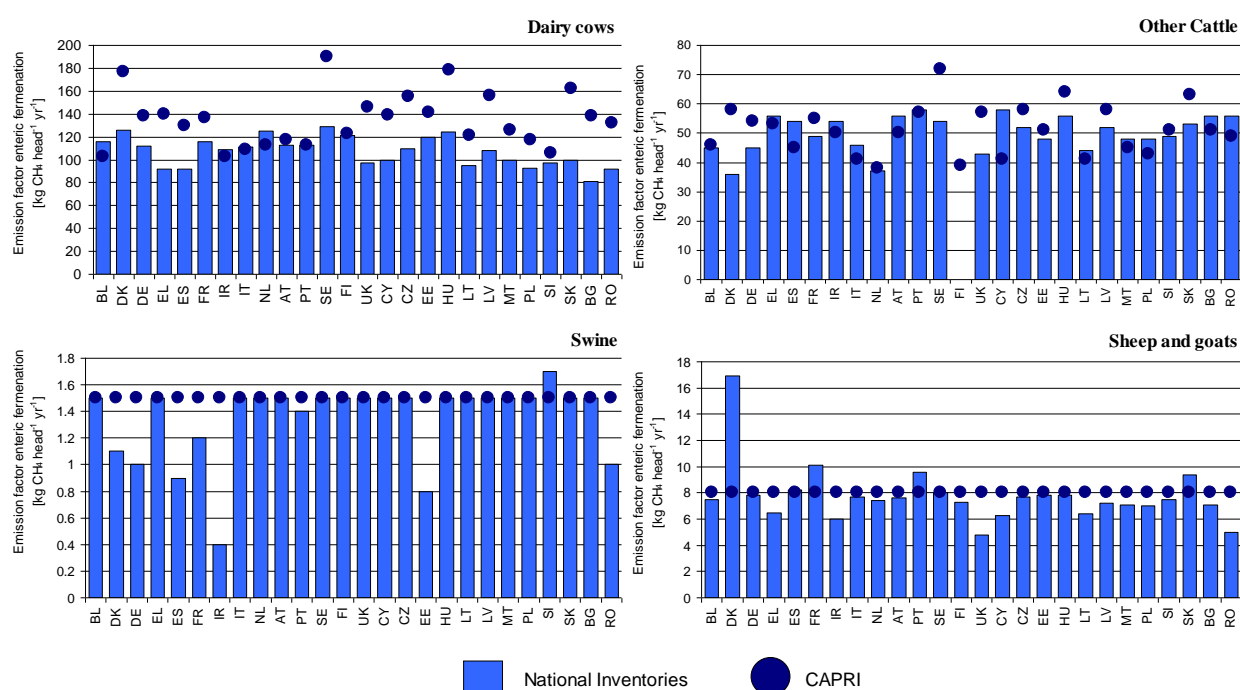 Dairy cows
Emission factor enteric fermenation
[kg CH4 head-1 yr-1]
200
180
160
140
120
100
80
60
40
20
0
BL DK DE EL ES FR IR IT NL AT PT SE FI UK CY CZ EE HU LT LV MT PL SI SK BG RO
Other Cattle
Emission factor enteric fermenation
[kg CH4 head-1 yr-1]
80
70
60
50
40
30
20
10
0
BL DK DE EL ES FR IR IT NL AT PT SE FI UK CY CZ EE HU LT LV MT PL SI SK BG RO
Swine
Emission factor enteric fermenation
[kg CH4 head-1 yr-1]
1.8
1.6
1.4
1.2
1
0.8
0.6
0.4
0.2
0
BL DK DE EL ES FR IR IT NL AT PT SE FI UK CY CZ EE HU LT LV MT PL SI SK BG RO
Sheep and goats
Emission factor enteric fermenation
[kg CH4 head-1 yr-1]
18
16
14
12
10
8
6
4
2
0
BL DK DE EL ES FR IR IT NL AT PT SE FI UK CY CZ EE HU LT LV MT PL SI SK BG RO
National Inventories
CAPRI